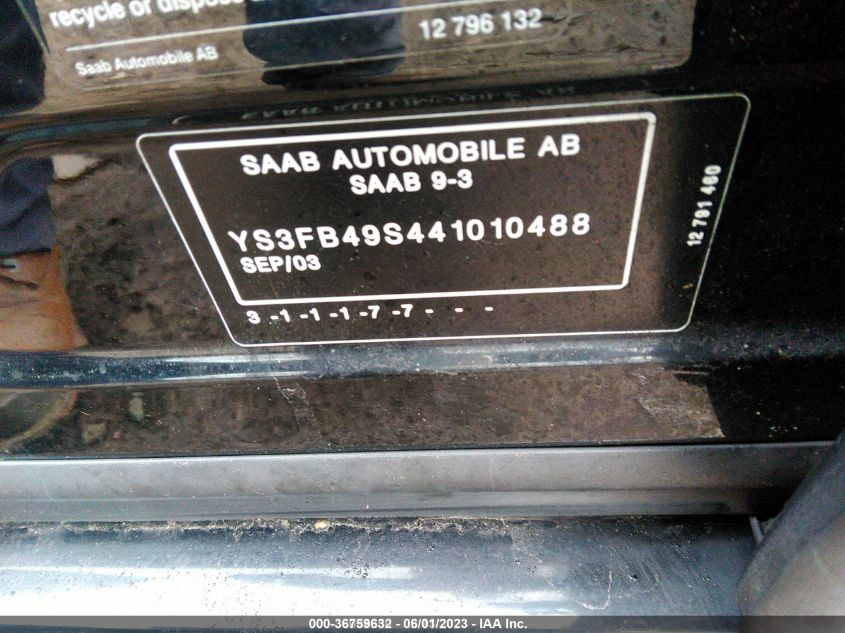 recycle or dispose
12 796 132
Saab Automobile AB
SAAB AUTOMOBILE AB
SAAB 9-3
YS3FB49S441010488
SEP/03
12 791 460
3 -1 -1 -1 -7 -7 - - -
000-36759632 - 06/01/2023 - IAA Inc.